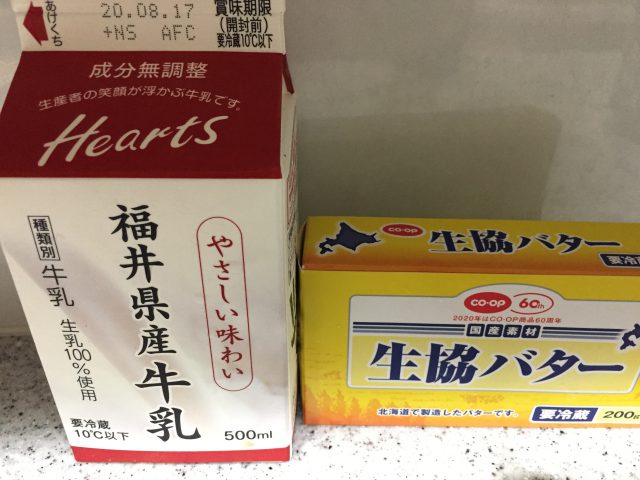 あけくち
20.08.17
+NS AFC
賞味期限
(開封前)
要冷蔵10℃以下
成分無調整
生産者の笑顔が浮かぶ牛乳です。
Hearts
やさしい味わい
福井県産牛乳
種類別
牛乳
生乳100%使用
要冷蔵
10℃以下
500ml
CO・OP
生協バター
要冷蔵
CO・OP
60th
2020年はCO・OP商品60周年
国産素材
生協バター
北海道で製造したバターです。
要冷蔵
200g